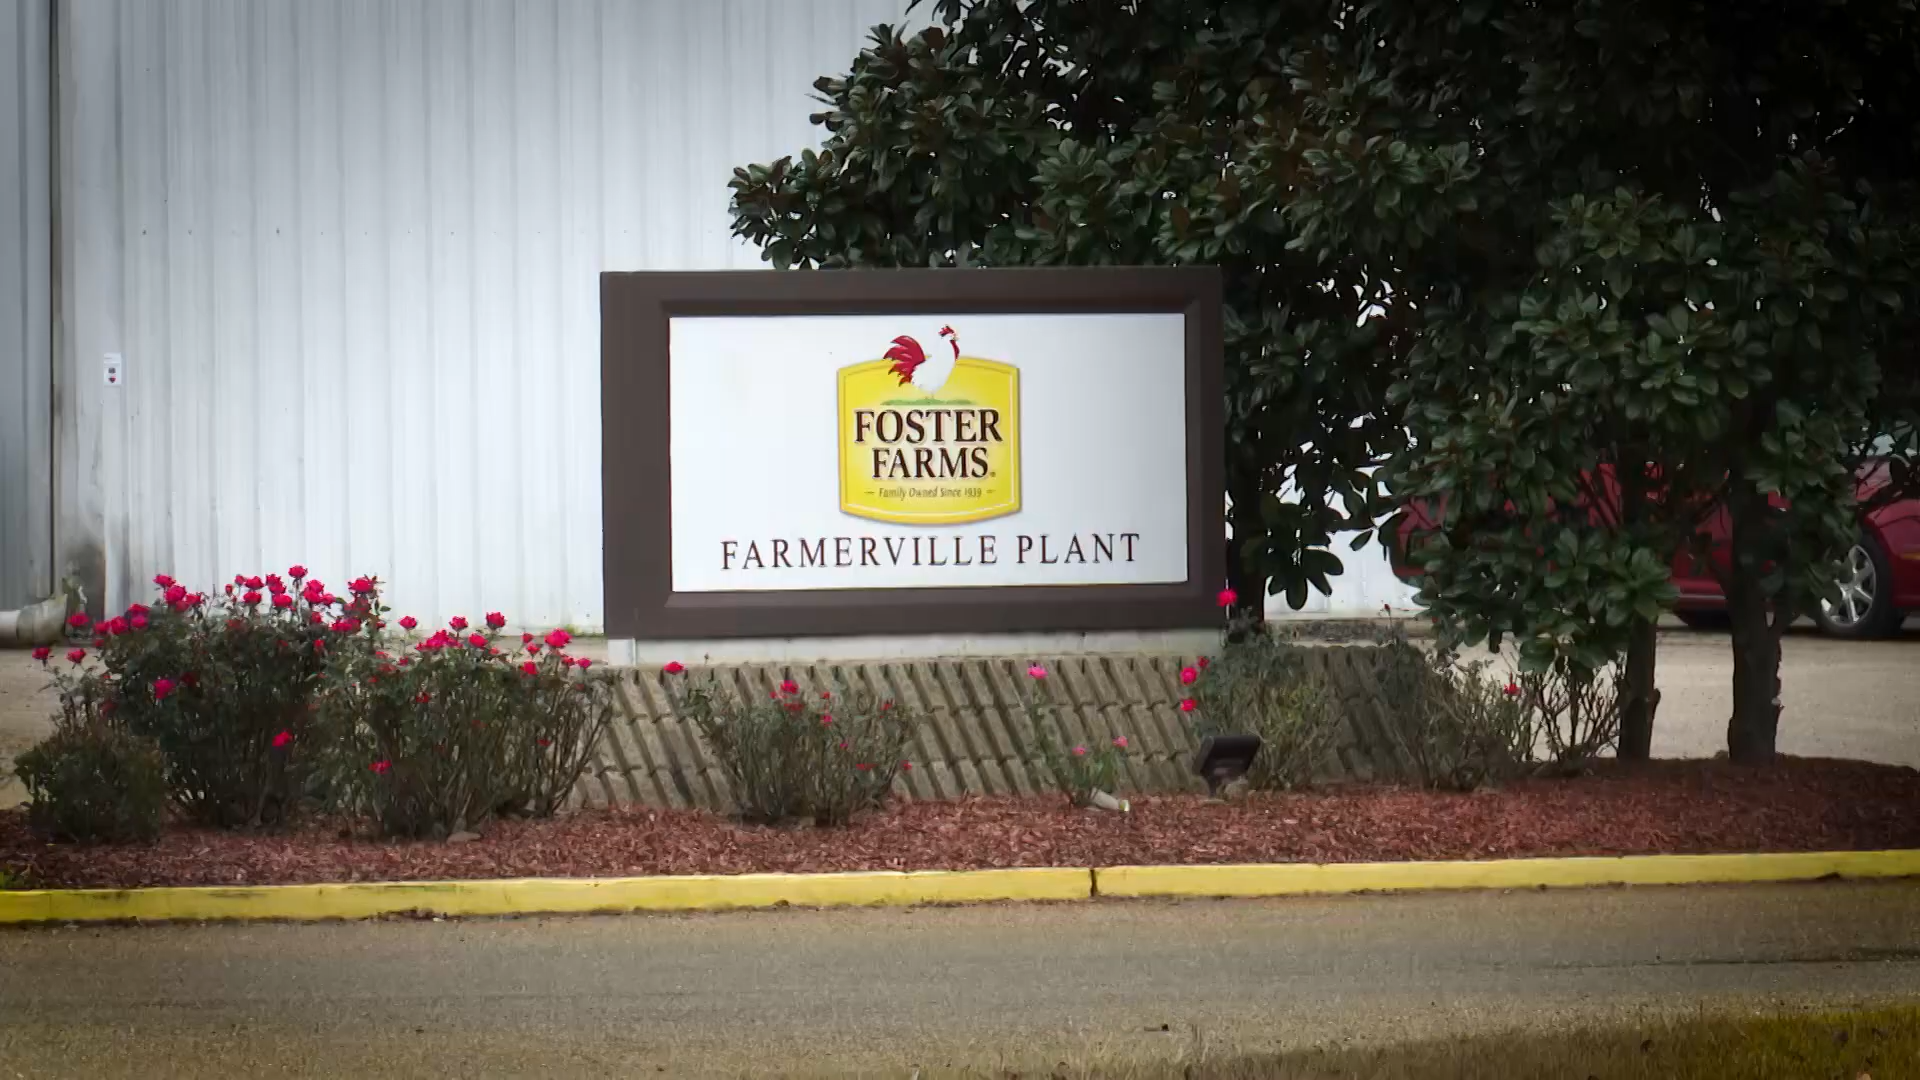 FOSTER
FARMS®
— Family Owned Since 1939 —
FARMERVILLE PLANT